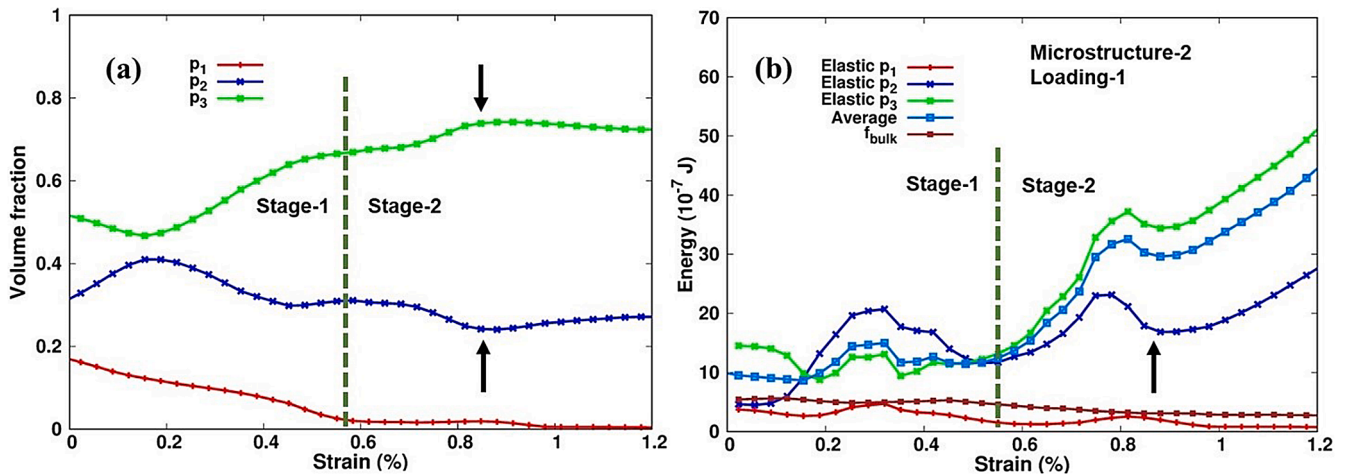 1
(a)
p1
p2
p3
0.8
0.6
Stage-1 Stage-2
0.4
0.2
0
0 0.2 0.4 0.6 0.8 1 1.2
Strain (%)
Volume fraction
70
(b)
Elastic p1
Elastic p2
Elastic p3
Average
fbulk
Microstructure-2
Loading-1
60
50
40
Stage-1 Stage-2
30
20
10
0
0 0.2 0.4 0.6 0.8 1 1.2
Strain (%)
Energy (10-7 J)